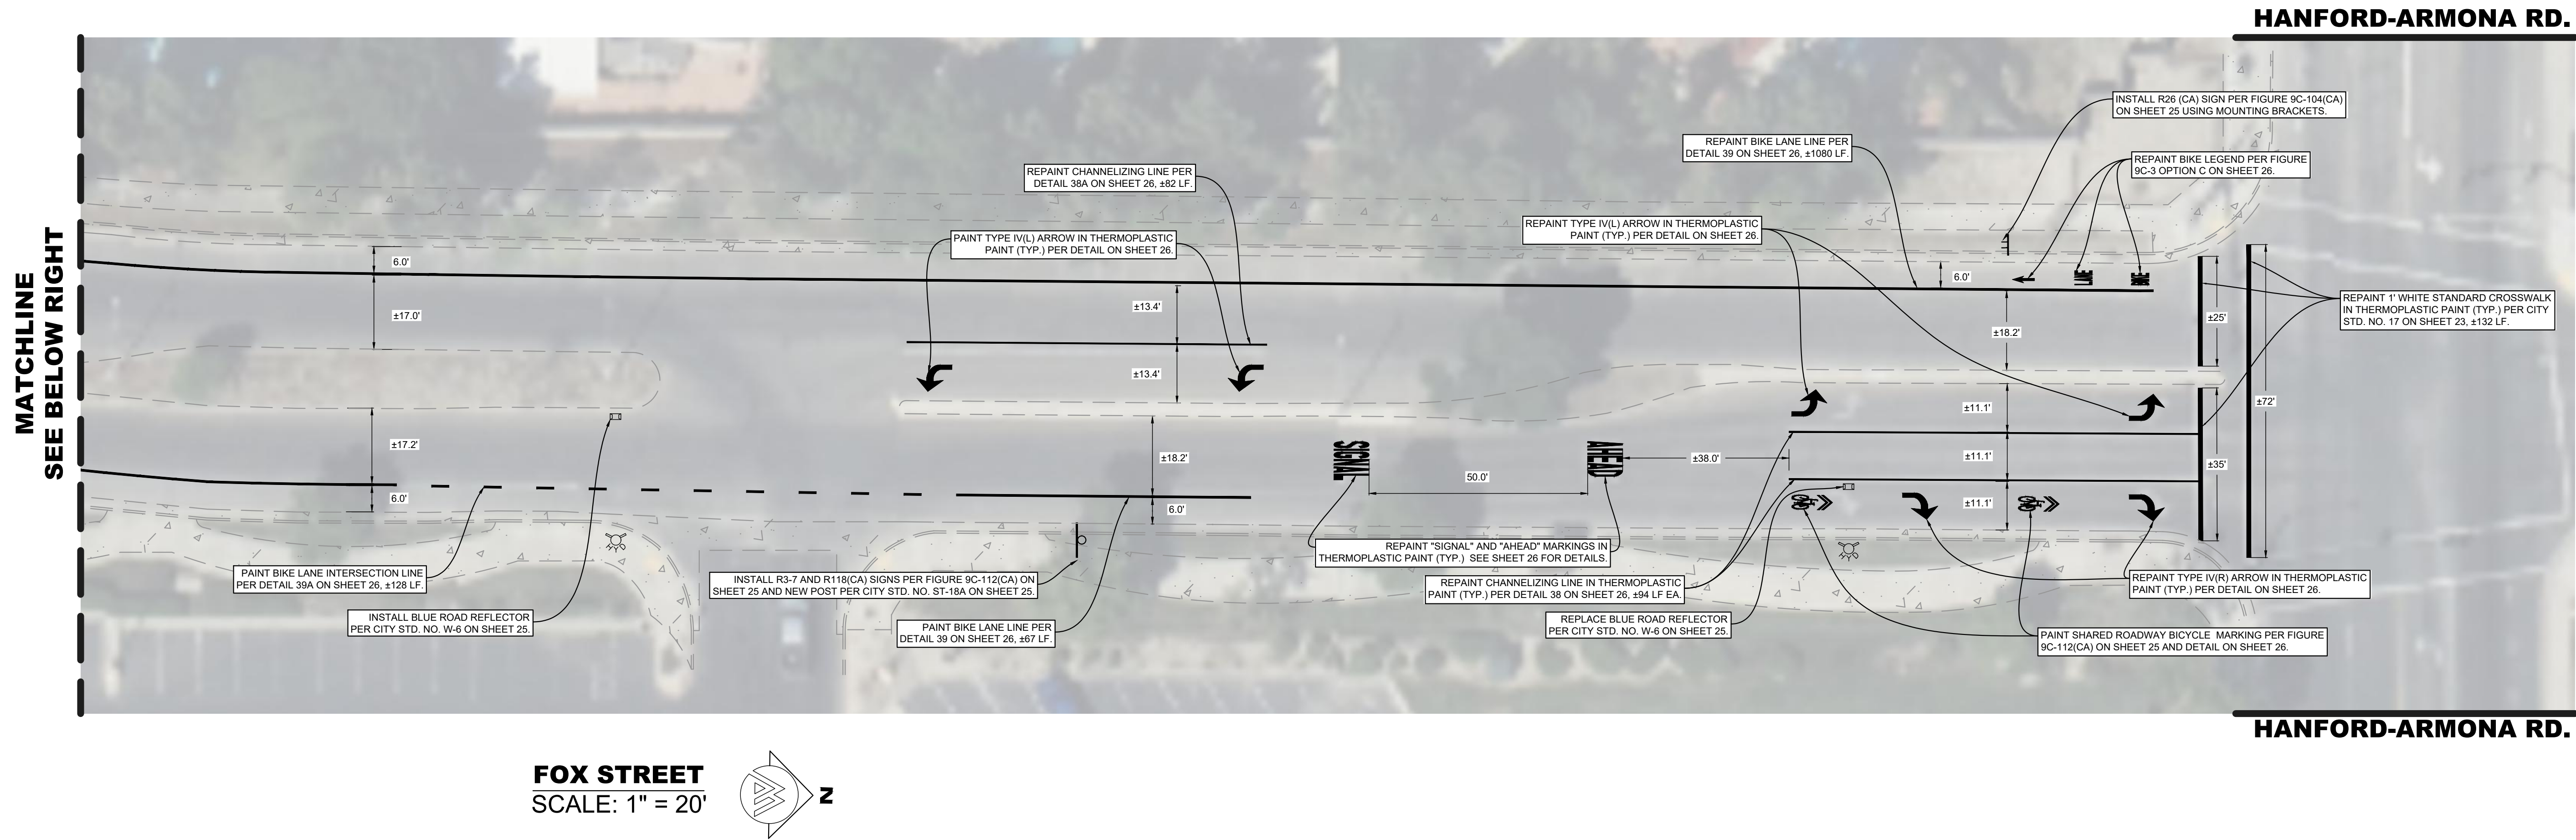 HANFORD-ARMONA RD.
INSTALL R26 (CA) SIGN PER FIGURE 9C-104(CA)
ON SHEET 25 USING MOUNTING BRACKETS.
REPAINT BIKE LANE LINE PER
DETAIL 39 ON SHEET 26, ±1080 LF.
REPAINT BIKE LEGEND PER FIGURE
9C-3 OPTION C ON SHEET 26.
REPAINT CHANNELIZING LINE PER
DETAIL 38A ON SHEET 26, ±82 LF.
REPAINT TYPE IV(L) ARROW IN THERMOPLASTIC
PAINT (TYP.) PER DETAIL ON SHEET 26.
PAINT TYPE IV(L) ARROW IN THERMOPLASTIC
PAINT (TYP.) PER DETAIL ON SHEET 26.
MATCHLINE
SEE BELOW RIGHT
6.0'
±17.0'
±13.4'
±13.4'
6.0'
LANE
BIKE
±18.2'
±25'
REPAINT 1' WHITE STANDARD CROSSWALK
IN THERMOPLASTIC PAINT (TYP.) PER CITY
STD. NO. 17 ON SHEET 23, ±132 LF.
±72'
±17.2'
6.0'
±18.2'
6.0'
SIGNAL
50.0'
AHEAD
±38.0'
±11.1'
±11.1'
±11.1'
±35'
REPAINT "SIGNAL" AND "AHEAD" MARKINGS IN
THERMOPLASTIC PAINT (TYP.) SEE SHEET 26 FOR DETAILS.
PAINT BIKE LANE INTERSECTION LINE
PER DETAIL 39A ON SHEET 26, ±128 LF.
INSTALL R3-7 AND R118(CA) SIGNS PER FIGURE 9C-112(CA) ON
SHEET 25 AND NEW POST PER CITY STD. NO. ST-18A ON SHEET 25.
REPAINT CHANNELIZING LINE IN THERMOPLASTIC
PAINT (TYP.) PER DETAIL 38 ON SHEET 26, ±94 LF EA.
REPAINT TYPE IV(R) ARROW IN THERMOPLASTIC
PAINT (TYP.) PER DETAIL ON SHEET 26.
INSTALL BLUE ROAD REFLECTOR
PER CITY STD. NO. W-6 ON SHEET 25.
PAINT BIKE LANE LINE PER
DETAIL 39 ON SHEET 26, ±67 LF.
REPLACE BLUE ROAD REFLECTOR
PER CITY STD. NO. W-6 ON SHEET 25.
PAINT SHARED ROADWAY BICYCLE MARKING PER FIGURE
9C-112(CA) ON SHEET 25 AND DETAIL ON SHEET 26.
HANFORD-ARMONA RD.
FOX STREET
SCALE: 1" = 20'
N